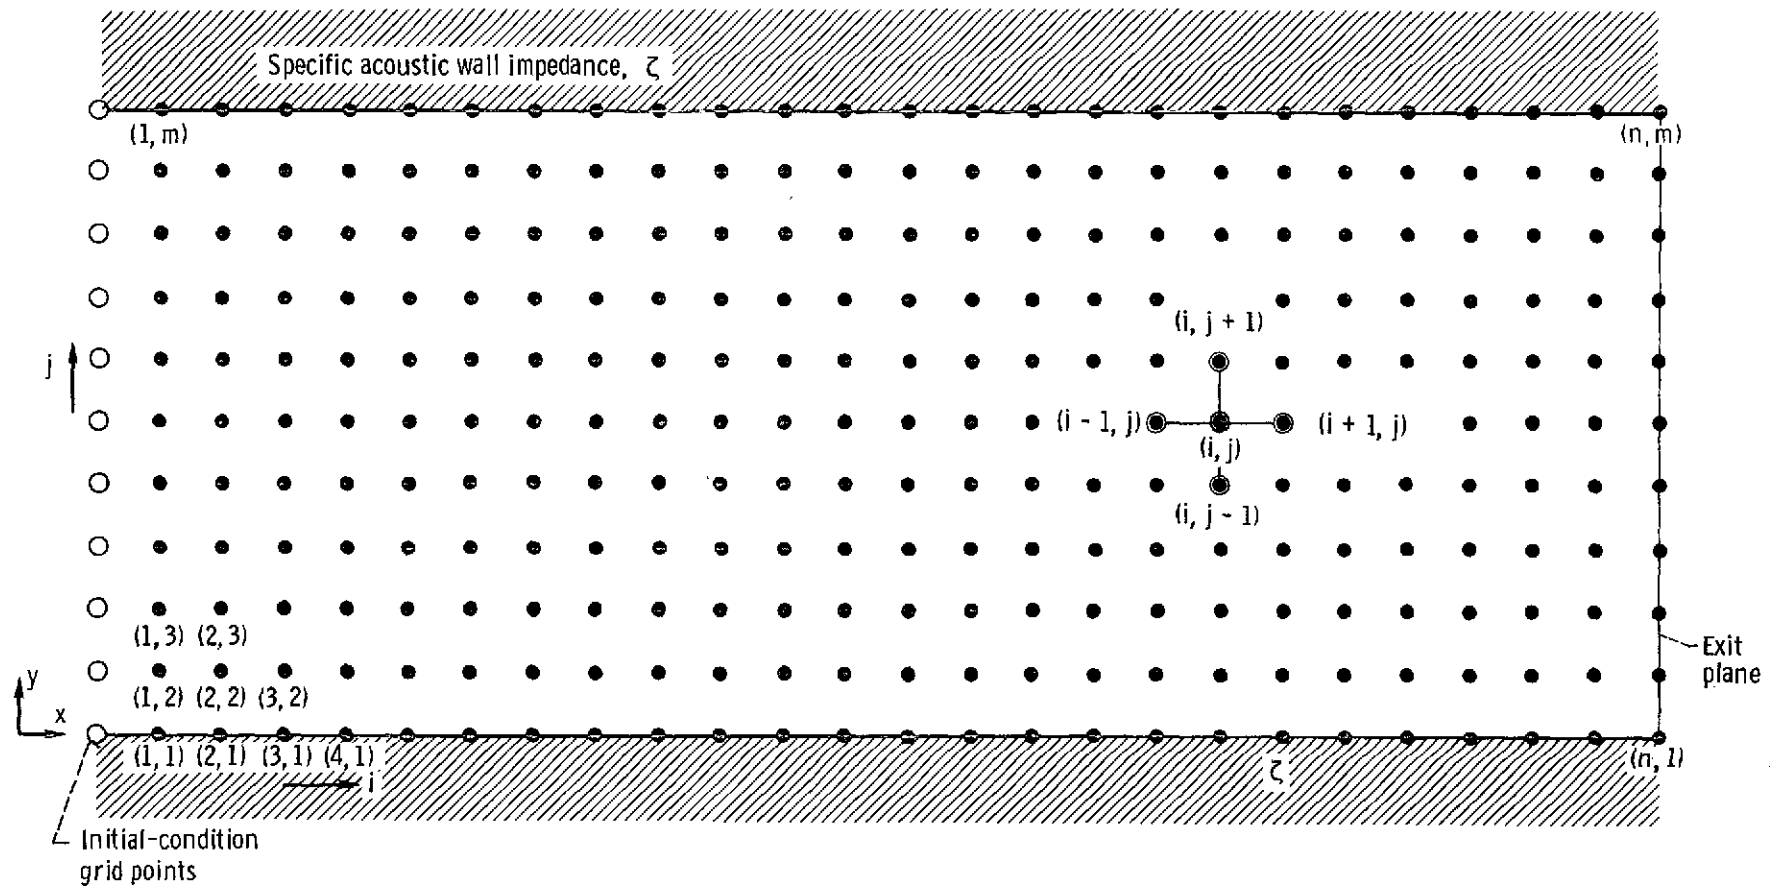 Specific acoustic wall impedance, ζ
(1, m)
(n, m)
(i, j + 1)
j
(i - 1, j)
(i + 1, j)
(i, j)
(i, j - 1)
(1, 3) (2, 3)
Exit
plane
y
x
(1, 2) (2, 2) (3, 2)
(1, 1) (2, 1) (3, 1) (4, 1)
(n, 1)
ζ
i
Initial-condition
grid points